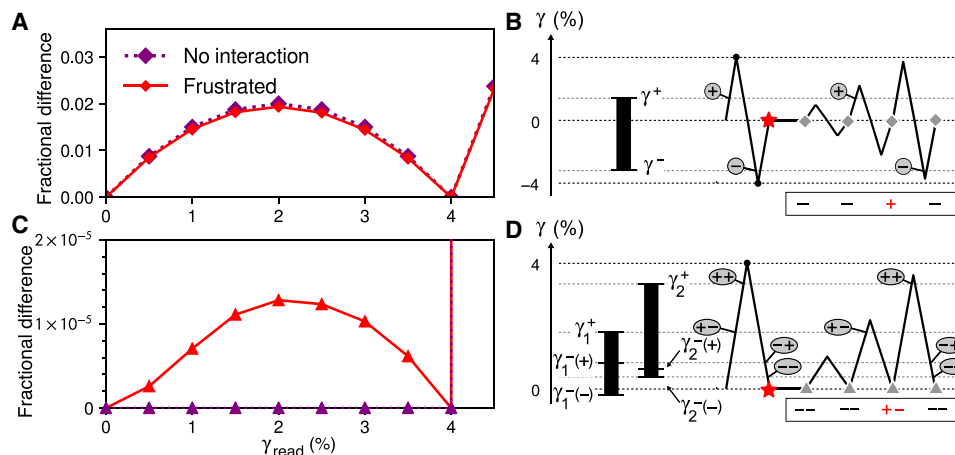 A
Fractional difference
0.03
0.02
0.01
0.00
No interaction
Frustrated
0 1 2 3 4
B
γ (%)
4
0
−4
γ⁺
γ⁻
+
−
+
−
− − + −
C
Fractional difference
2×10⁻⁵
1×10⁻⁵
0
0 1 2 3 4
γread (%)
D
γ (%)
4
0
γ₂⁺
γ₁⁺
γ₁⁻(+)
γ₁⁻(−)
γ₂⁻(+)
γ₂⁻(−)
++
+−
−+
−−
+−
++
−+
−−
−− −− +− −−